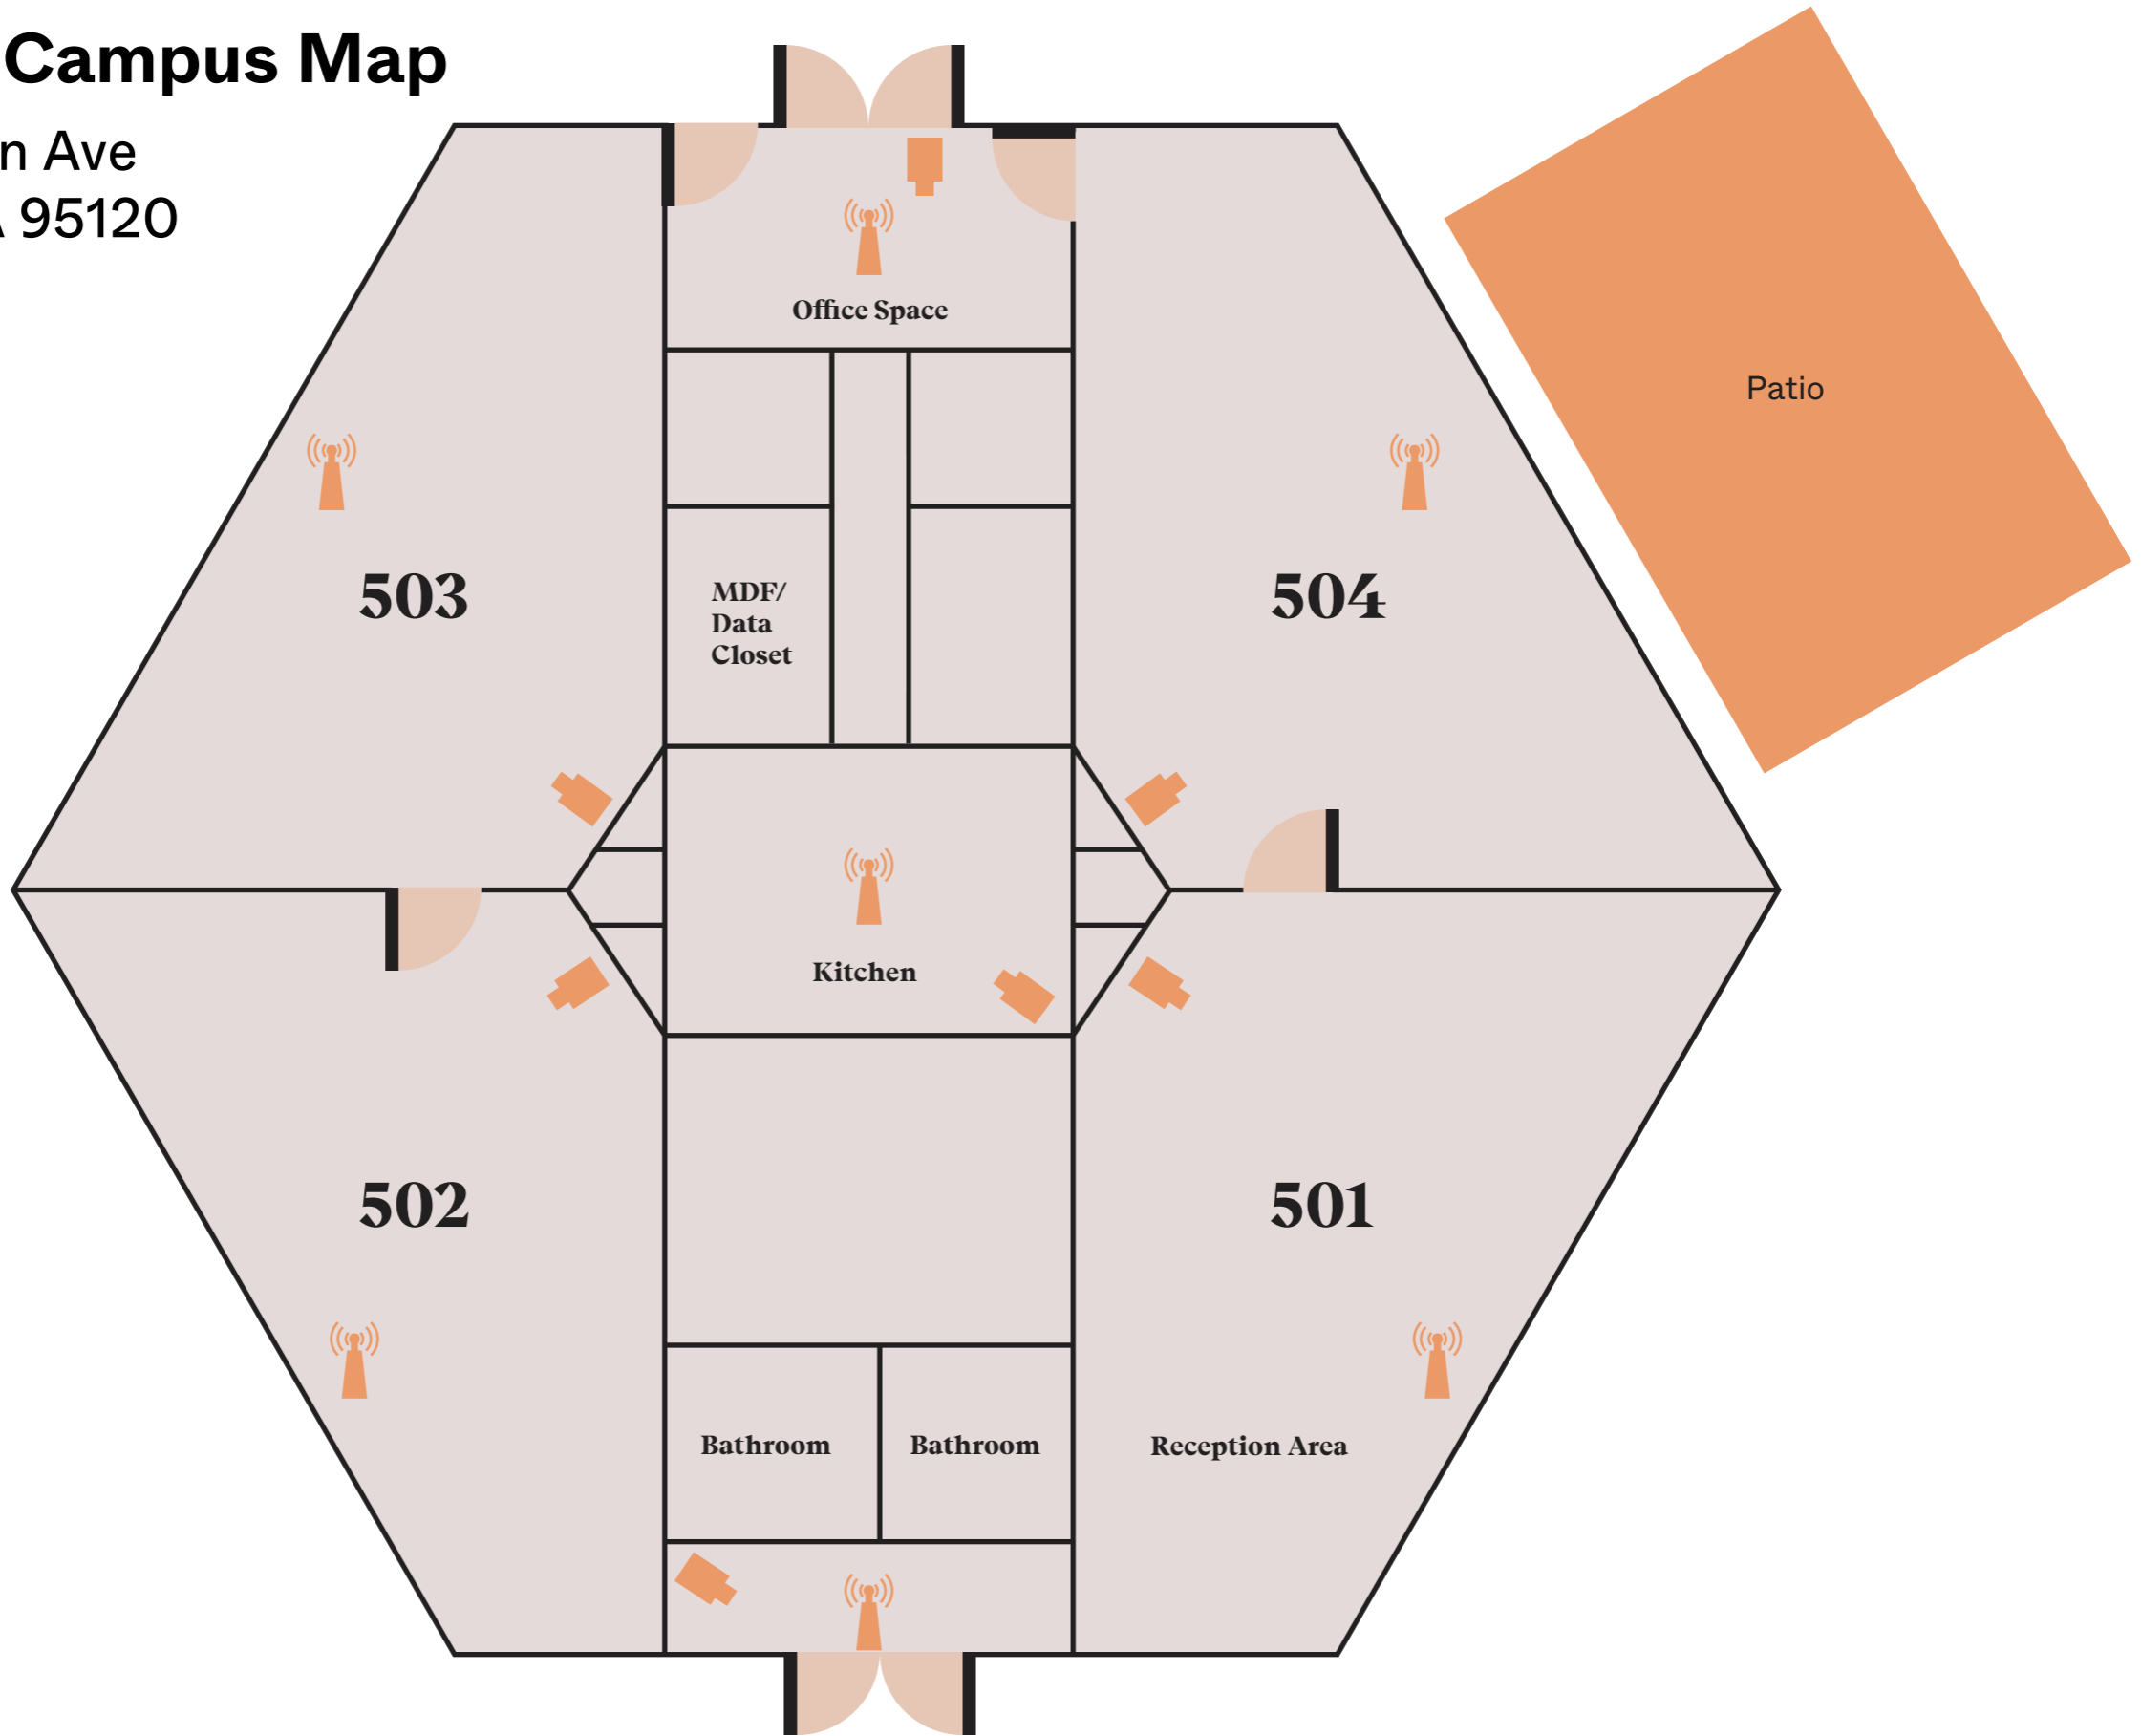 Campus Map
n Ave
95120
Patio
Office Space
503
504
MDF/
Data
Closet
Kitchen
502
501
Bathroom
Bathroom
Reception Area